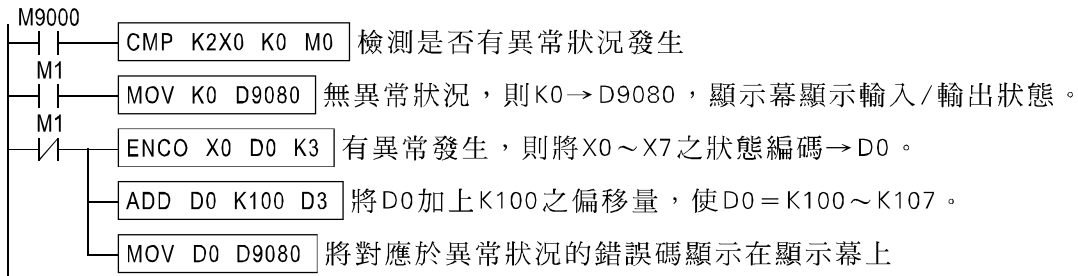 M9000
CMP K2X0 K0 M0 檢測是否有異常狀況發生
M1
MOV K0 D9080 無異常狀況，則K0→D9080，顯示幕顯示輸入/輸出狀態。
M1
ENCO X0 D0 K3 有異常發生，則將X0～X7之狀態編碼→D0。
ADD D0 K100 D3 將D0加上K100之偏移量，使D0＝K100～K107。
MOV D0 D9080 將對應於異常狀況的錯誤碼顯示在顯示幕上